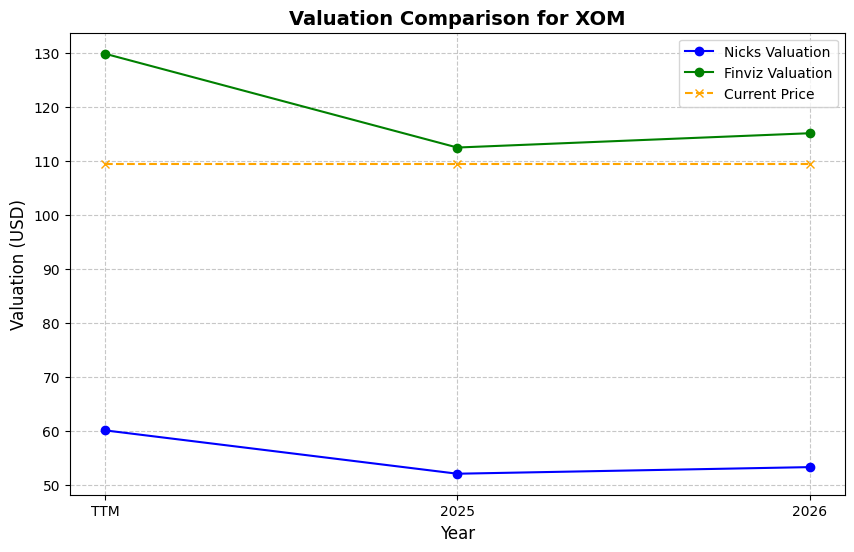 Valuation Comparison for XOM
Nicks Valuation
Finviz Valuation
Current Price
Valuation (USD)
130
120
110
100
90
80
70
60
50
TTM
2025
2026
Year